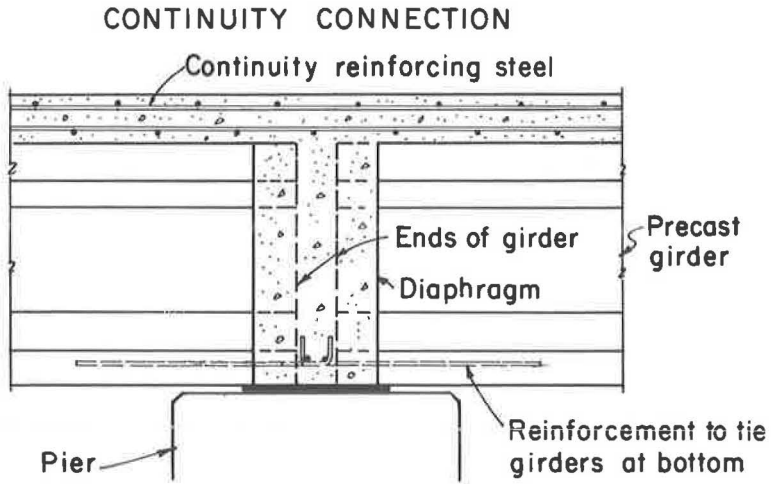 CONTINUITY CONNECTION
Continuity reinforcing steel
Ends of girder
Precast
girder
Diaphragm
Reinforcement to tie
girders at bottom
Pier